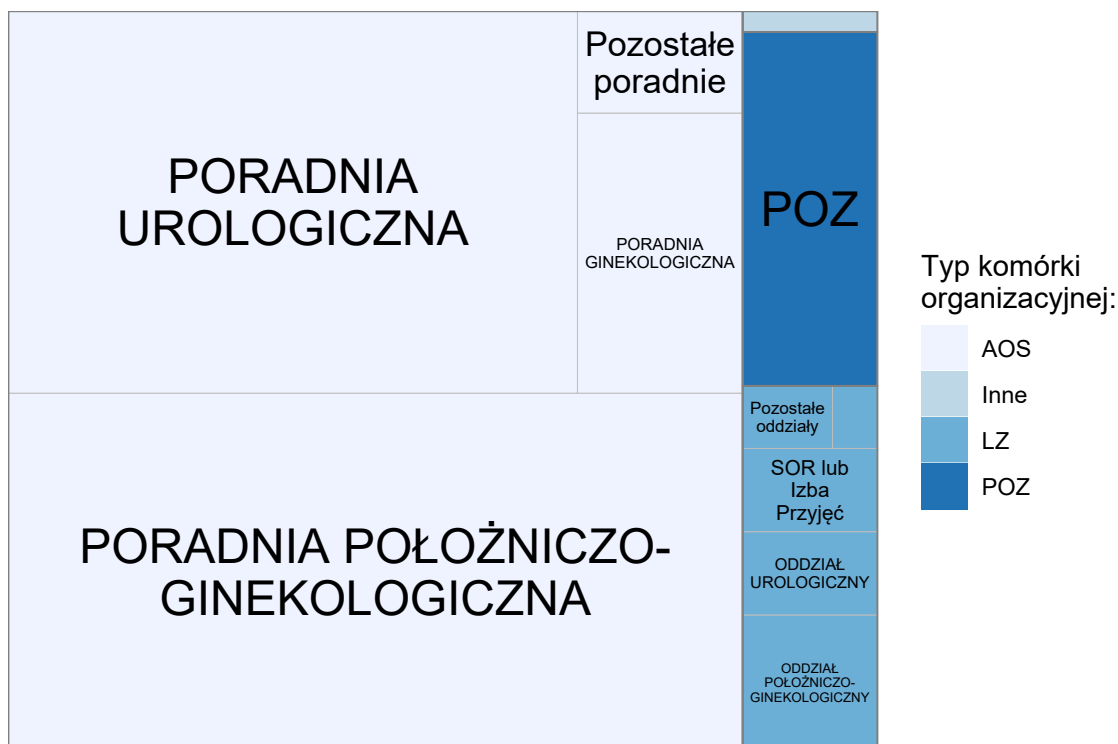 PORADNIA
UROLOGICZNA
Pozostałe
poradnie
PORADNIA
GINEKOLOGICZNA
PORADNIA POŁOŻNICZO-
GINEKOLOGICZNA
POZ
Pozostałe
oddziały
SOR lub
Izba
Przyjęć
ODDZIAŁ
UROLOGICZNY
ODDZIAŁ
POŁOŻNICZO-
GINEKOLOGICZNY
Typ komórki
organizacyjnej:
AOS
Inne
LZ
POZ